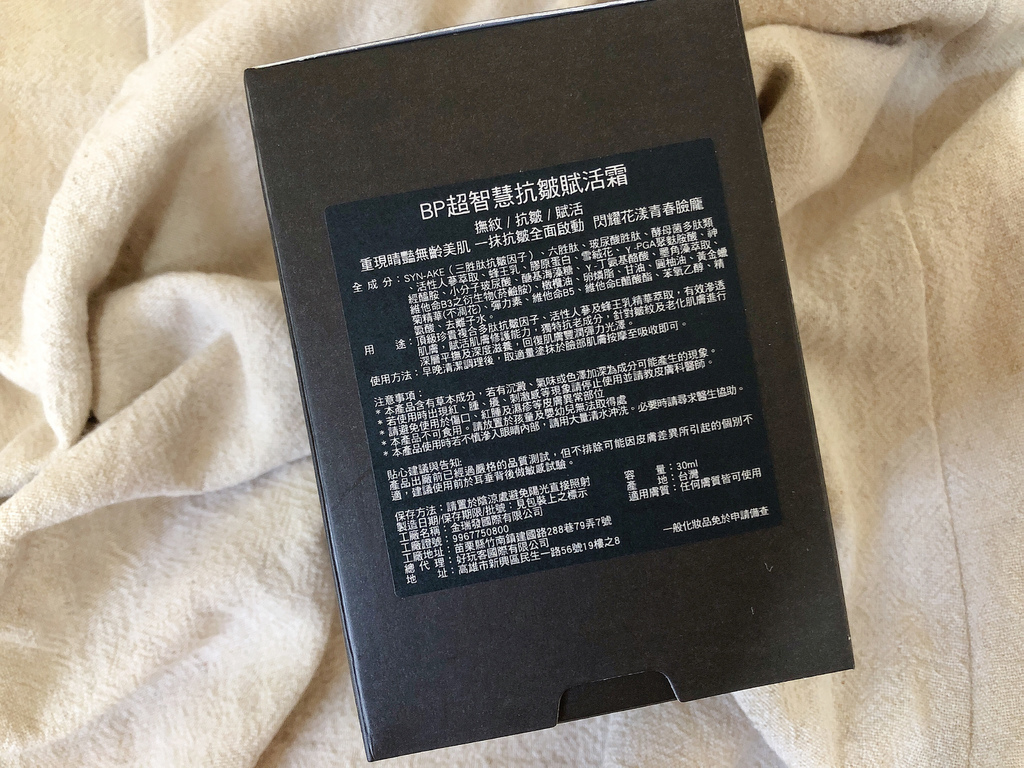 BP超智慧抗皺賦活霜
撫紋/抗皺/賦活
重現晴豔無齡美肌 一抹抗皺全面啟動 閃耀花漾青春臉龐
全 成 分：SYN-AKE（三胜肽抗皺因子）、六胜肽、玻尿酸胜肽、酵母菌多肽類
活性人蔘萃取、蜂王乳、膠原蛋白、雪絨花、γ-PGA聚麩胺酸、神
經醯胺、小分子玻尿酸、醣基海藻糖、γ-丁氨基酪酸、墨角藻萃取、
維他命B3之衍生物(菸鹼胺)、橄欖油、卵燐脂、甘油、鯊柚油、黃金蠟
菊精華(不凋花)、彈力素、維他命B5、維他命E醋酸酯、苯氧乙醇、精
氨酸、去離子水。
用　　途：頂級珍貴複合多肽抗皺因子、活性人蔘及蜂王乳精華萃取，有效滲透
肌膚，賦活肌膚修護能力，獨特抗老成分，針對皺紋及老化肌膚進行
深層平撫及深度滋養，回復肌膚豐潤彈力光澤。
使用方法：早晚清潔調理後，取適量塗抹於臉部肌膚按摩至吸收即可。
注意事項：
* 本產品含有草本成分，若有沉澱、氣味或色澤加深為成分可能產生的現象。
* 若使用時出現紅、腫、癢、刺激感等現象請停止使用並請教皮膚科醫師。
* 請避免使用於傷口、紅腫及濕疹等皮膚異常部位
* 本產品不可食用。請放置於孩童及嬰幼兒無法取得處
* 本產品使用時若不慎滲入眼睛內部，請用大量清水沖洗。必要時請尋求醫生協助。
貼心建議與告知:
產品出廠前已經過嚴格的品質測試，但不排除可能因皮膚差異所引起的個別不
適，建議使用前於耳垂背後做敏感試驗。
保存方法：請置於陰涼處避免陽光直接照射
製造日期/保存期限/批號：見包裝上之標示
工廠名稱：金瑞發國際有限公司
工廠證號：9967750800
工廠地址：苗栗縣竹南鎮建國路288巷79弄7號
總 代 理：好玩客國際有限公司
地　　址：高雄市新興區民生一路56號19樓之8
容　　量：30ml
產　　地：台灣
適用膚質：任何膚質皆可使用
一般化妝品免於申請備查